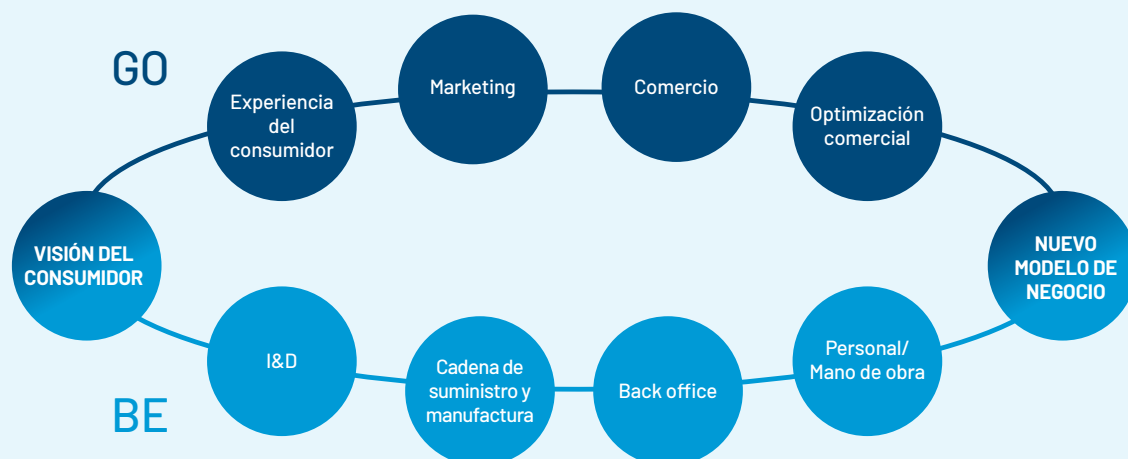 GO
Experiencia
del
consumidor
Marketing
Comercio
Optimización
comercial
VISIÓN DEL
CONSUMIDOR
NUEVO
MODELO DE
NEGOCIO
I&D
Cadena de
suministro y
manufactura
Back office
Personal/
Mano de obra
BE